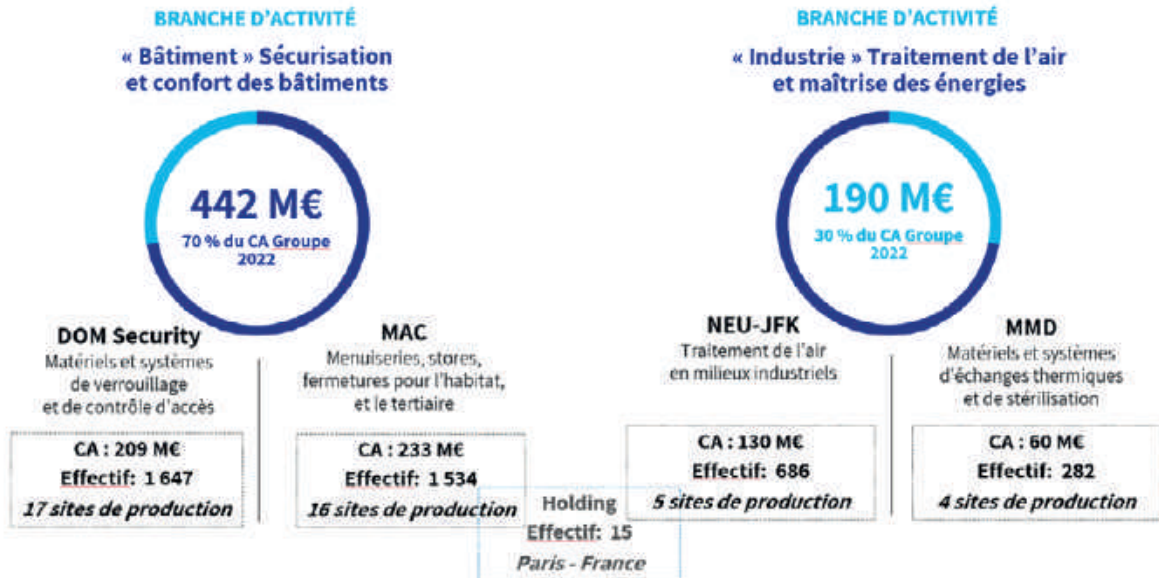 BRANCHE D'ACTIVITÉ
« Bâtiment » Sécurisation
et confort des bâtiments
442 M€
70 % du CA Groupe
2022
DOM Security
Matériels et systèmes
de verrouillage
et de contrôle d'accès
CA : 209 M€
Effectif: 1 647
17 sites de production
MAC
Menuiseries, stores,
fermetures pour l'habitat,
et le tertiaire
CA : 233 M€
Effectif: 1 534
16 sites de production
Holding
Effectif: 15
Paris - France
BRANCHE D'ACTIVITÉ
« Industrie » Traitement de l'air
et maîtrise des énergies
190 M€
30 % du CA Groupe
2022
NEU-JFK
Traitement de l'air
en milieux industriels
CA : 130 M€
Effectif: 686
5 sites de production
MMD
Matériels et systèmes
d'échanges thermiques
et de stérilisation
CA : 60 M€
Effectif: 282
4 sites de production